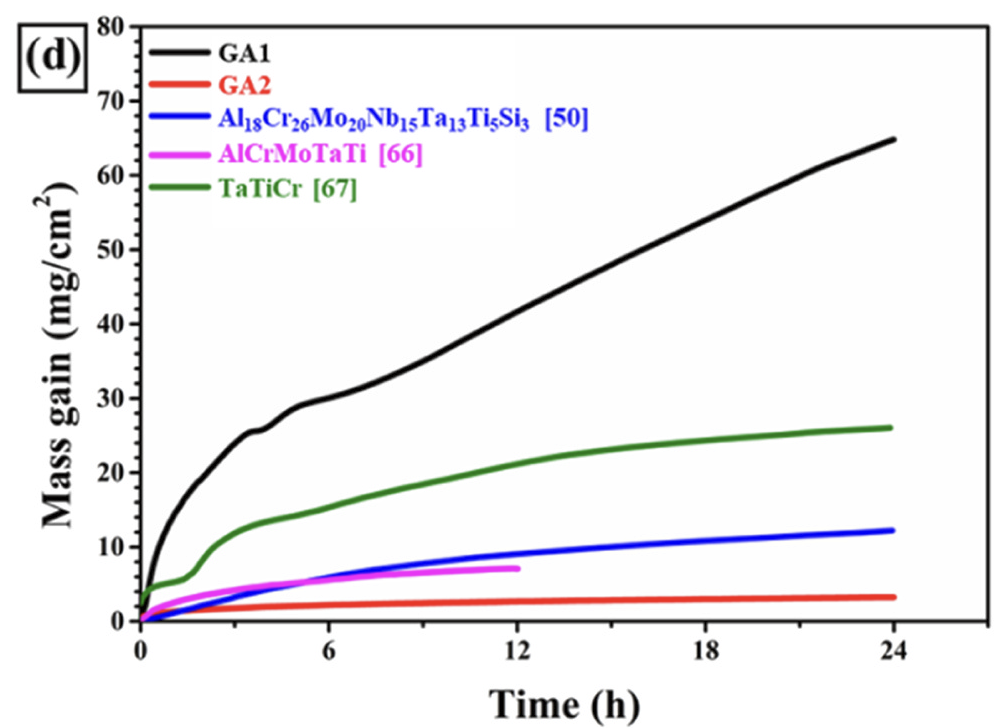 (d)
GA1
GA2
Al₁₈Cr₂₆Mo₂₀Nb₁₅Ta₁₃Ti₅Si₃ [50]
AlCrMoTaTi [66]
TaTiCr [67]
Mass gain (mg/cm²)
80
70
60
50
40
30
20
10
0
0 6 12 18 24
Time (h)